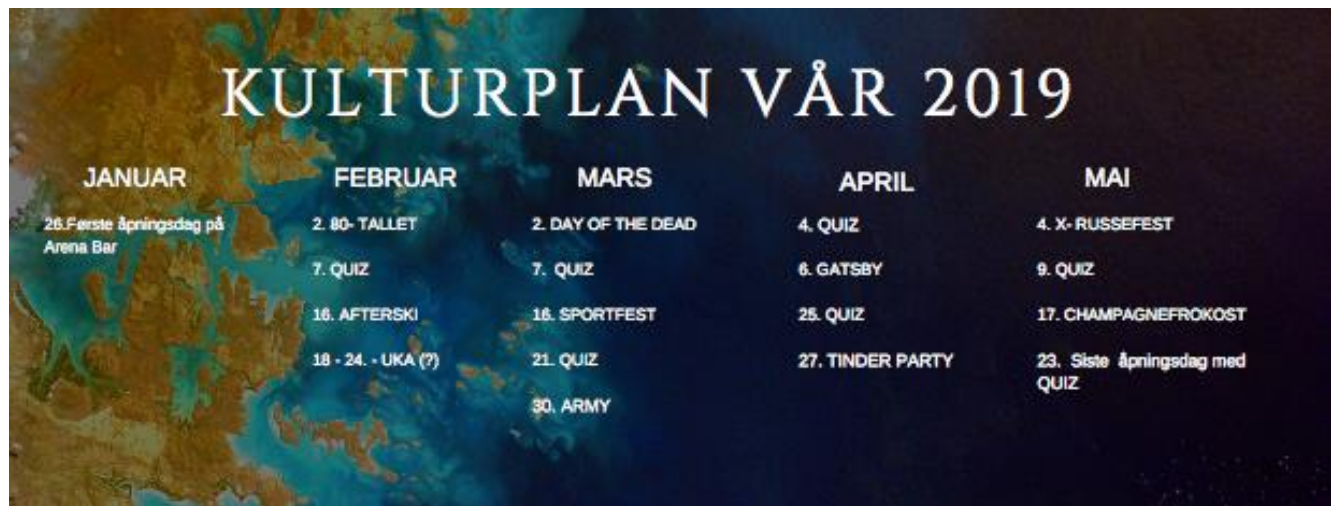 KULTURPLAN VÅR 2019
JANUAR
26.Første åpningsdag på
Arena Bar
FEBRUAR
2. 80- TALLET
7. QUIZ
16. AFTERSKI
18 - 24. - UKA (?)
MARS
2. DAY OF THE DEAD
7. QUIZ
16. SPORTFEST
21. QUIZ
30. ARMY
APRIL
4. QUIZ
6. GATSBY
25. QUIZ
27. TINDER PARTY
MAI
4. X- RUSSEFEST
9. QUIZ
17. CHAMPAGNEFROKOST
23. Siste åpningsdag med
QUIZ